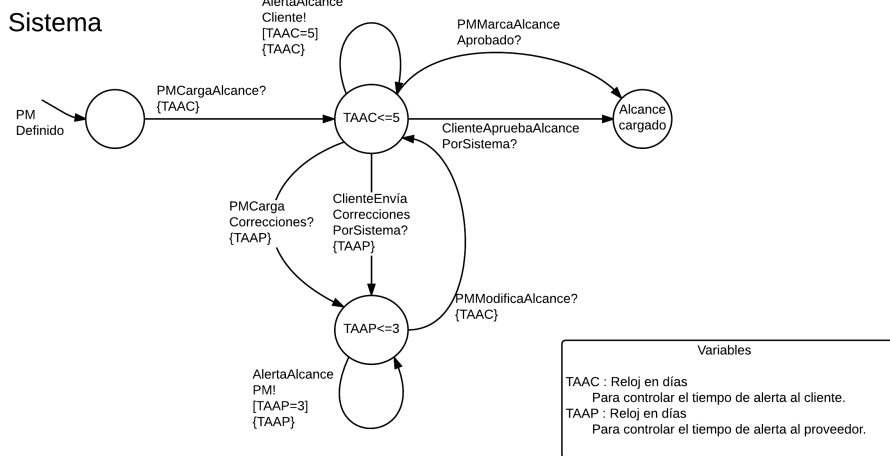 Sistema
AlertaAlcance
Cliente!
[TAAC=5]
{TAAC}
PMMarcaAlcance
Aprobado?
PMCargaAlcance?
{TAAC}
PM
Definido
TAAC<=5
Alcance
cargado
ClienteApruebaAlcance
PorSistema?
PMCarga
Correcciones?
{TAAP}
ClienteEnvía
Correcciones
PorSistema?
{TAAP}
PMModificaAlcance?
{TAAC}
TAAP<=3
AlertaAlcance
PM!
[TAAP=3]
{TAAP}
Variables
TAAC : Reloj en días
Para controlar el tiempo de alerta al cliente.
TAAP : Reloj en días
Para controlar el tiempo de alerta al proveedor.